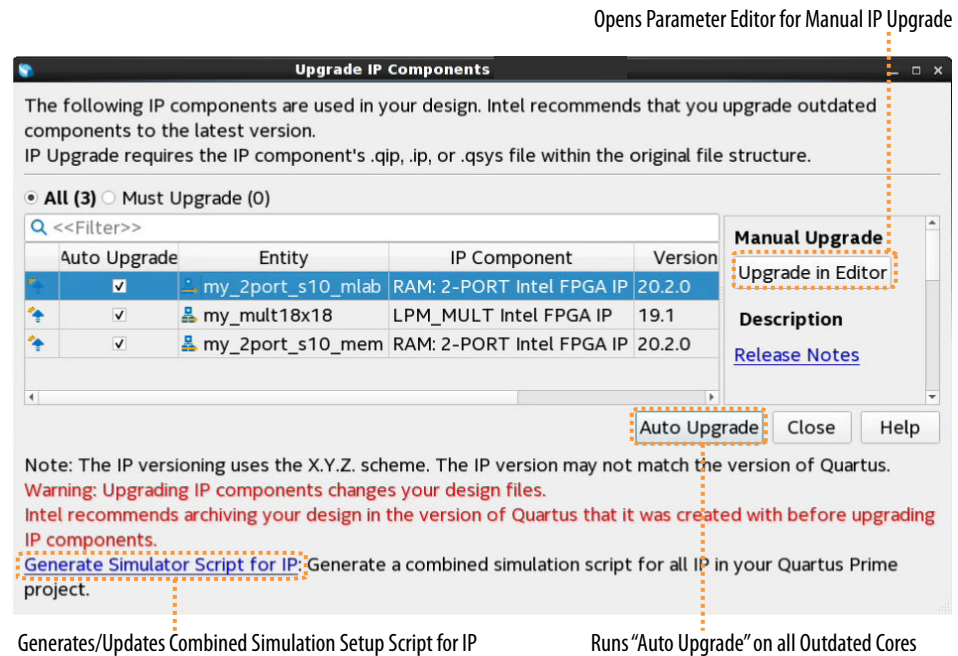 Opens Parameter Editor for Manual IP Upgrade
Upgrade IP Components
The following IP components are used in your design. Intel recommends that you upgrade outdated
components to the latest version.
IP Upgrade requires the IP component's .qip, .ip, or .qsys file within the original file structure.
All (3) Must Upgrade (0)
<<Filter>>
Auto Upgrade Entity IP Component Version
my_2port_s10_mlab RAM: 2-PORT Intel FPGA IP 20.2.0
my_mult18x18 LPM_MULT Intel FPGA IP 19.1
my_2port_s10_mem RAM: 2-PORT Intel FPGA IP 20.2.0
Manual Upgrade
Upgrade in Editor
Description
Release Notes
Auto Upgrade Close Help
Note: The IP versioning uses the X.Y.Z. scheme. The IP version may not match the version of Quartus.
Warning: Upgrading IP components changes your design files.
Intel recommends archiving your design in the version of Quartus that it was created with before upgrading
IP components.
Generate Simulator Script for IP: Generate a combined simulation script for all IP in your Quartus Prime
project.
Generates/Updates Combined Simulation Setup Script for IP
Runs “Auto Upgrade” on all Outdated Cores